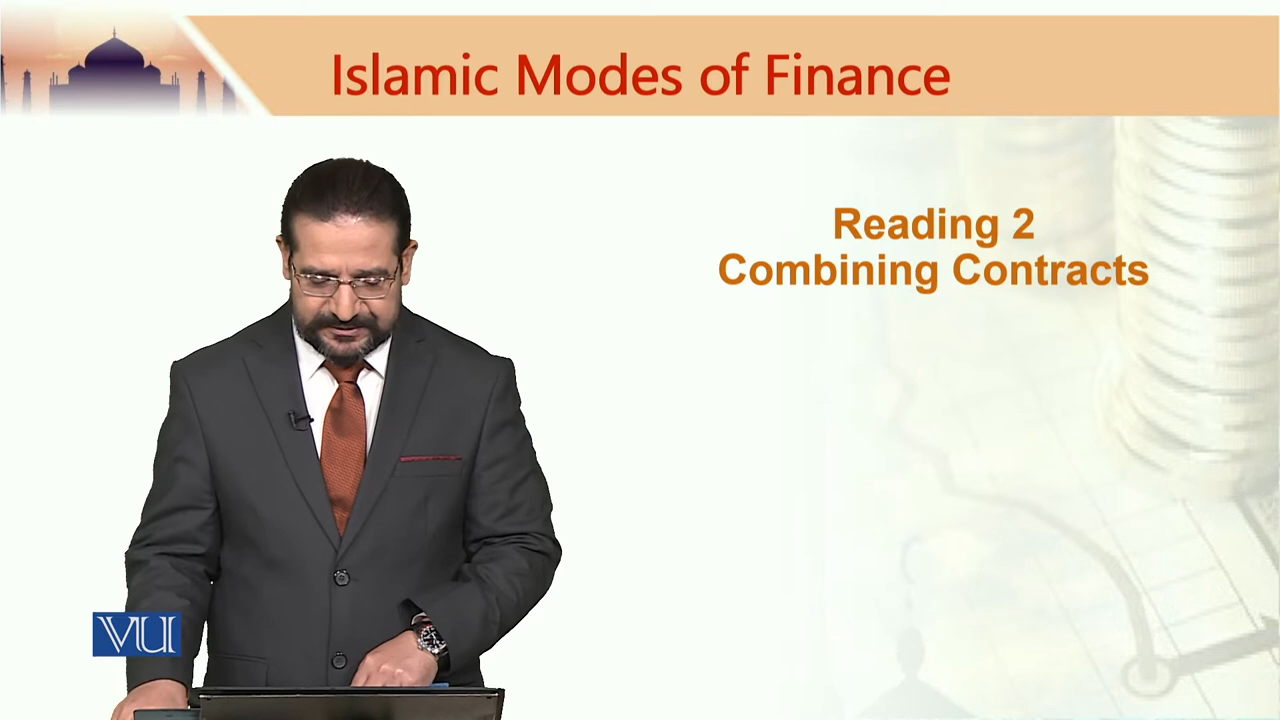 Islamic Modes of Finance
Reading 2
Combining Contracts
VU